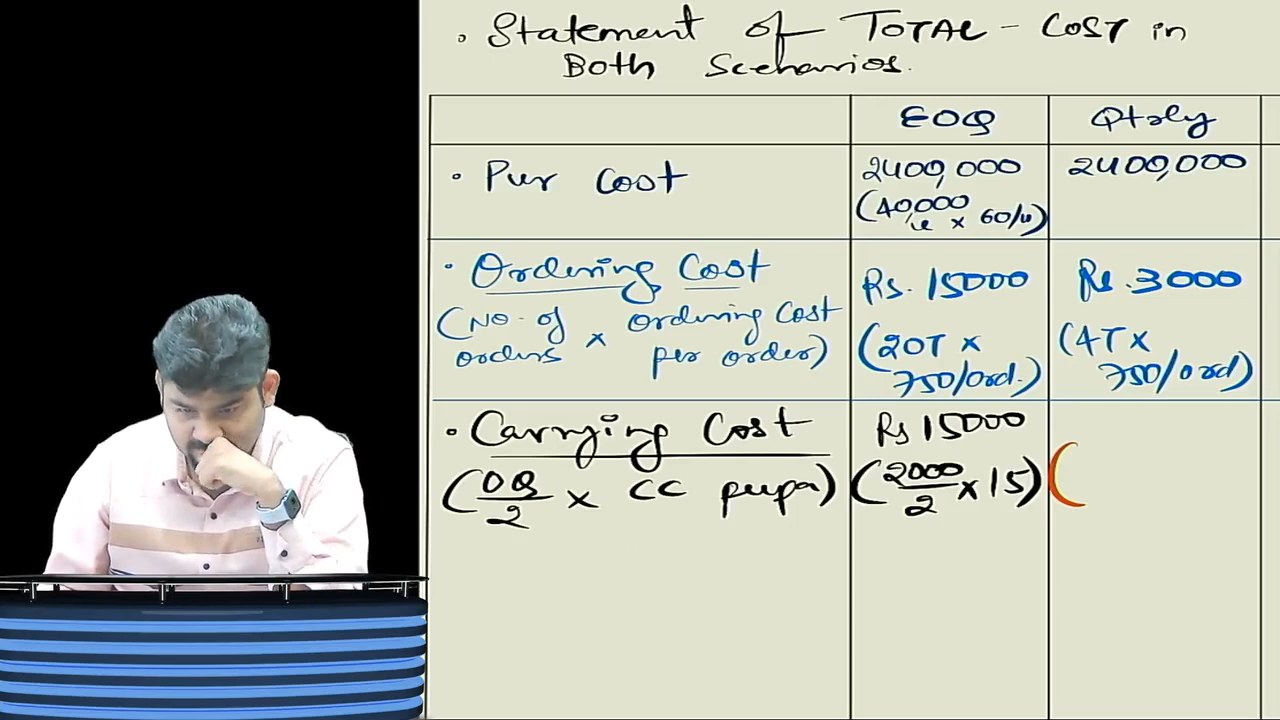 • Statement of TOTAL - COST in
Both Scenarios.
EOQ
Qtrly
• Pur Cost
2400,000
(40,000
u x 60/u)
2400,000
• Ordering Cost
(No. of orders x ordering cost per order)
Rs. 15000
(20T x
750/ord.)
Rs. 3000
(4T x
750/ord)
• Carrying Cost
(OQ/2 x CC pupa)
Rs 15000
(2000/2 x 15)
(